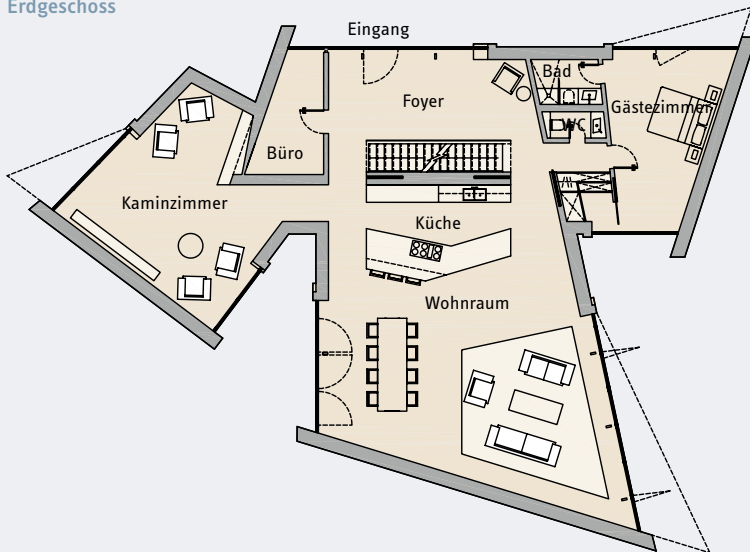 Erdgeschoss
Eingang
Bad
Foyer
Gästezimmer
WC
Büro
Kaminzimmer
Küche
Wohnraum